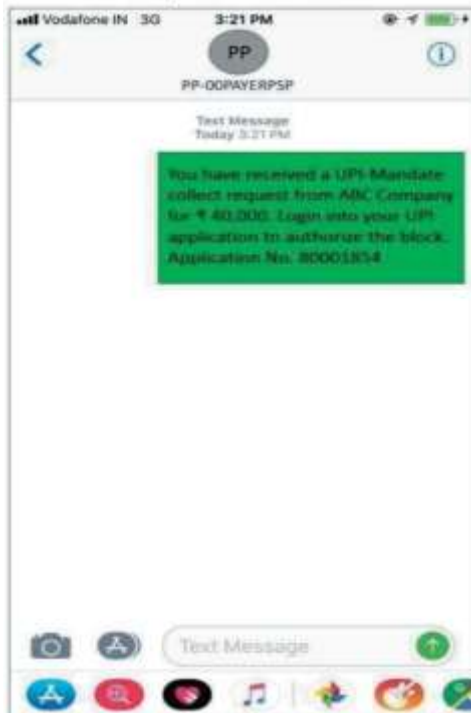 Vodafone IN 3G 3:21 PM
PP
PP-OOPAYERPSP
Text Message
Today 3:21 PM
You have received a UPI-Mandate
collect request from ABC Company
for ₹ 40,000. Login into your UPI
application to authorize the block.
Application No. 80001854
Text Message